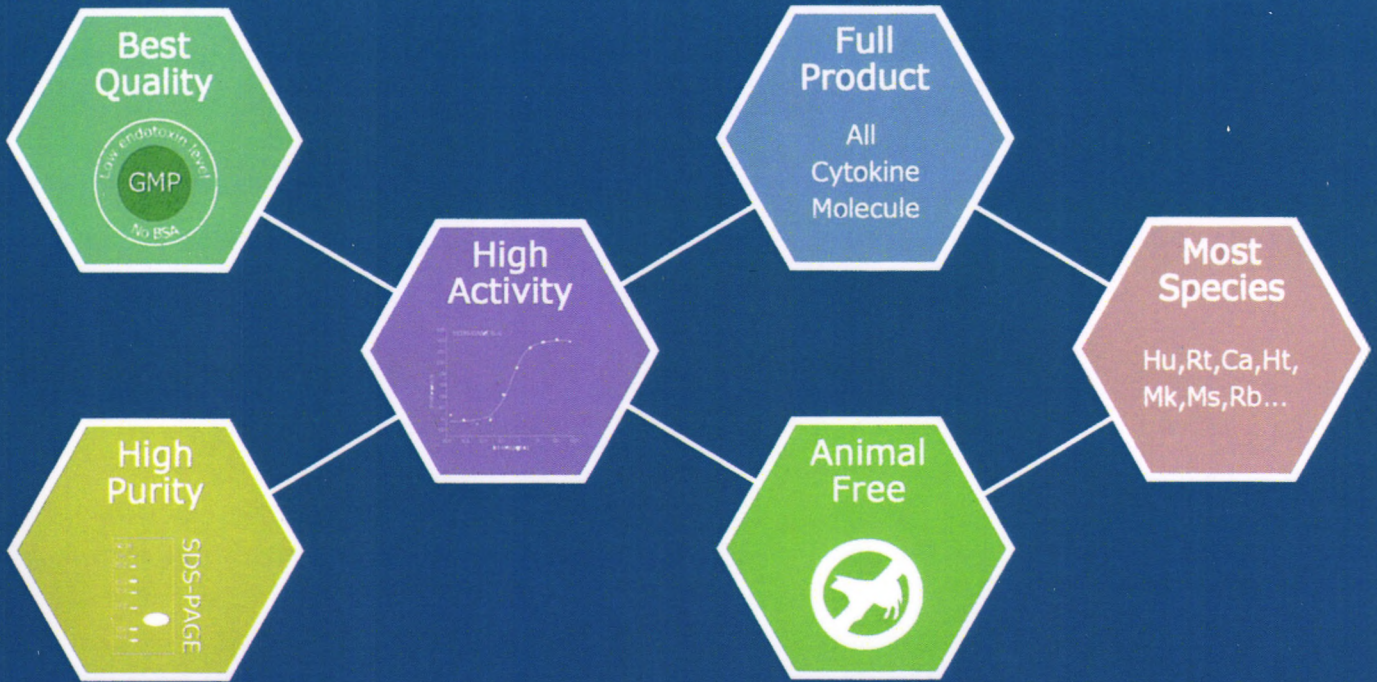 Best
Quality
Low endotoxin level
GMP
No BSA
Full
Product
All
Cytokine
Molecule
High
Activity
Most
Species
Hu,Rt,Ca,Ht,
Mk,Ms,Rb...
High
Purity
SDS-PAGE
Animal
Free